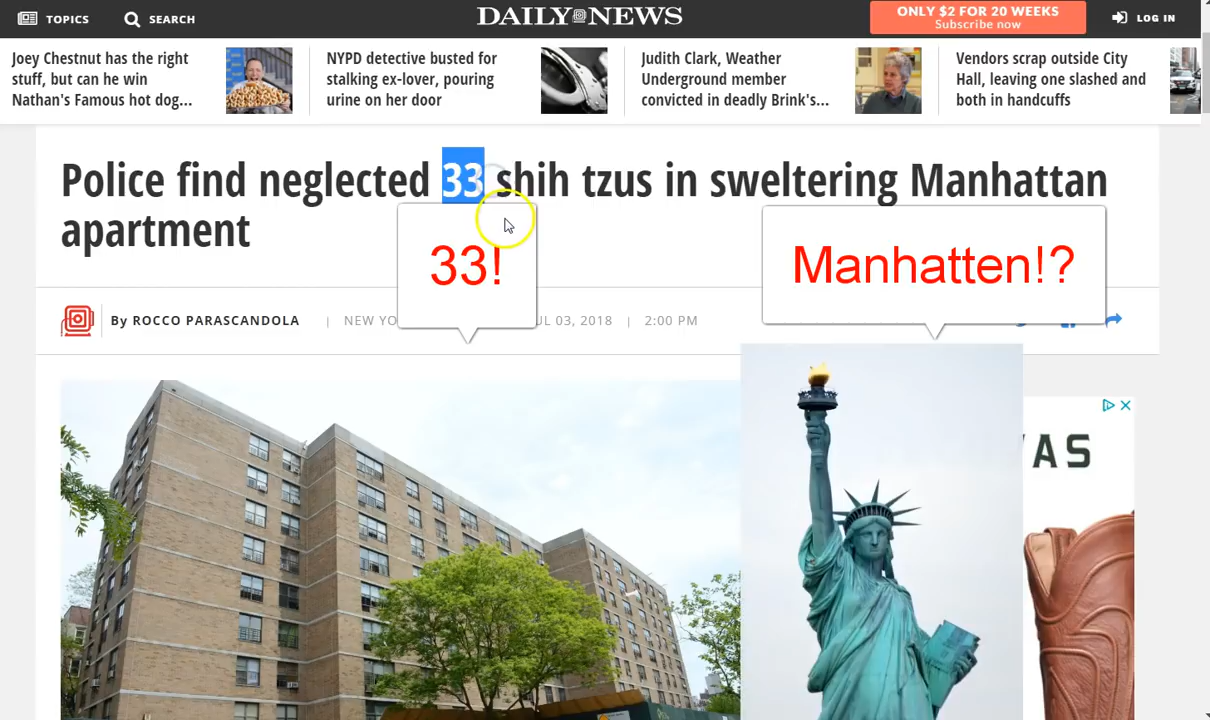 TOPICS
SEARCH
DAILY NEWS
ONLY $2 FOR 20 WEEKS
Subscribe now
LOG IN
Joey Chestnut has the right
stuff, but can he win
Nathan's Famous hot dog...
NYPD detective busted for
stalking ex-lover, pouring
urine on her door
Judith Clark, Weather
Underground member
convicted in deadly Brink's...
Vendors scrap outside City
Hall, leaving one slashed and
both in handcuffs
Police find neglected 33 shih tzus in sweltering Manhattan
apartment
33!
Manhatten!?
By ROCCO PARASCANDOLA | NEW YO
UL 03, 2018 | 2:00 PM
VAS